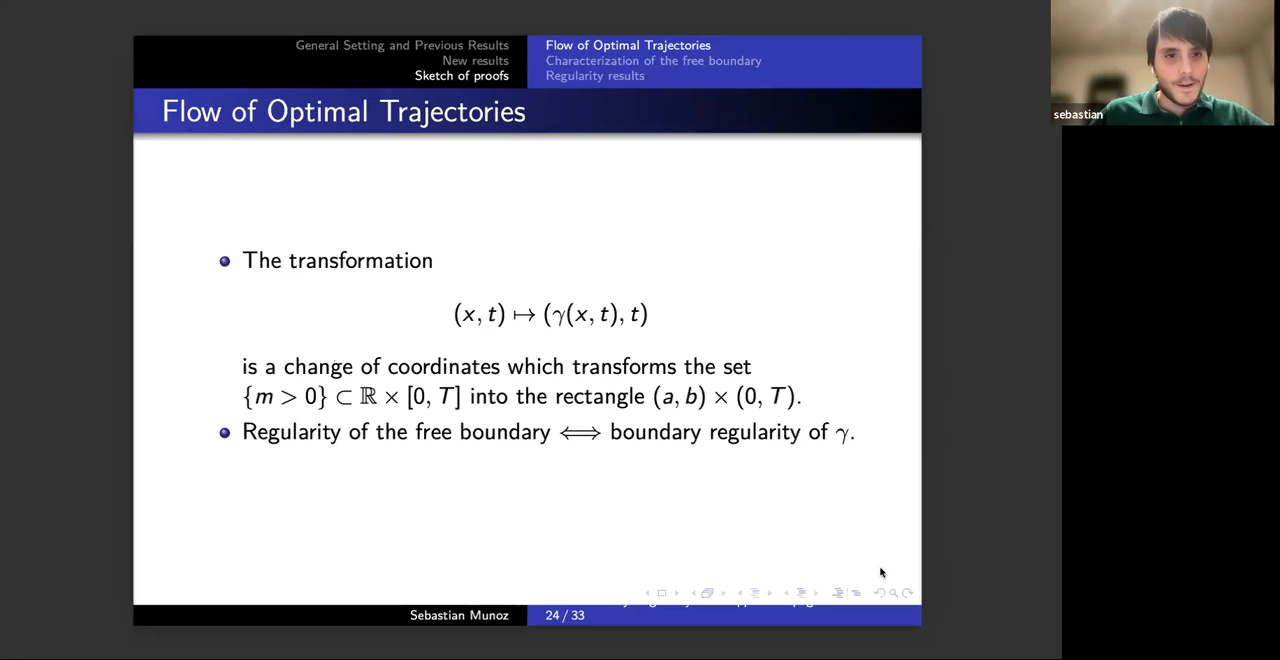 General Setting and Previous Results
New results
Sketch of proofs
Flow of Optimal Trajectories
Characterization of the free boundary
Regularity results
Flow of Optimal Trajectories
The transformation
(x, t) ↦ (γ(x, t), t)
is a change of coordinates which transforms the set
{m > 0} ⊂ ℝ × [0, T] into the rectangle (a, b) × (0, T).
Regularity of the free boundary ⟺ boundary regularity of γ.
Sebastian Munoz
24 / 33
sebastian